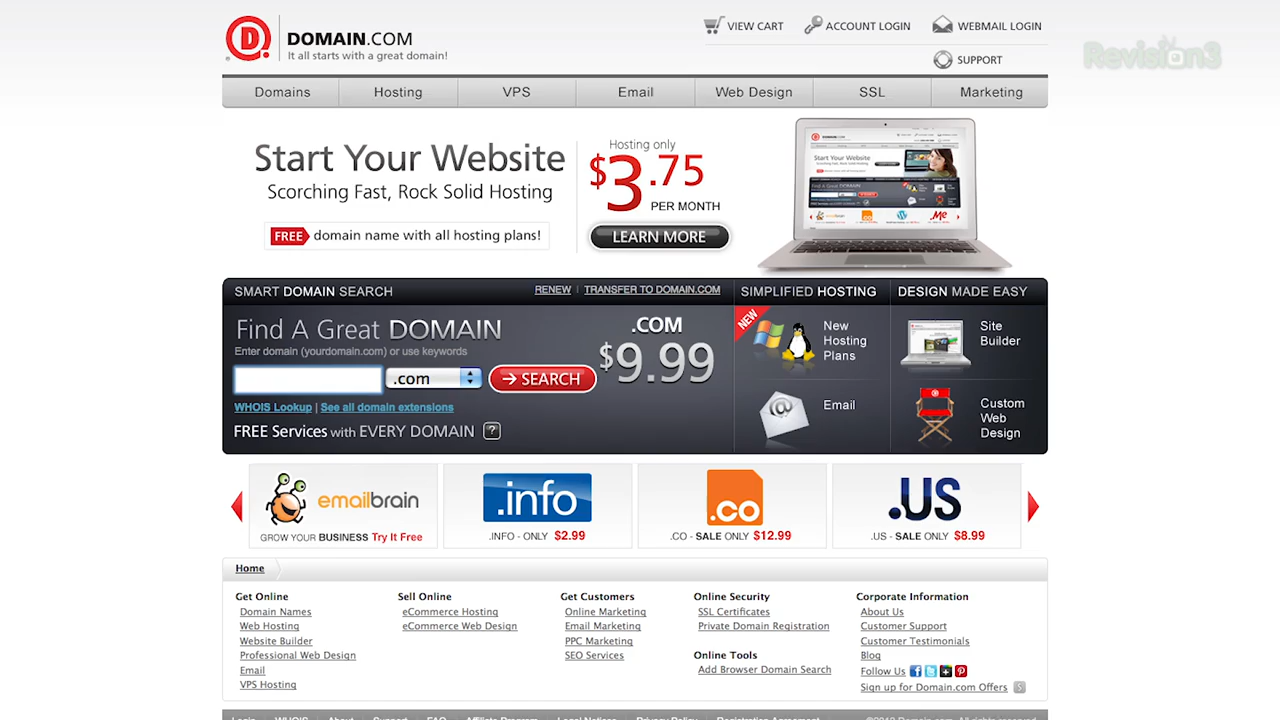 DOMAIN.COM
It all starts with a great domain!
VIEW CART
ACCOUNT LOGIN
WEBMAIL LOGIN
SUPPORT
Revision3
Domains
Hosting
VPS
Email
Web Design
SSL
Marketing
Start Your Website
Scorching Fast, Rock Solid Hosting
FREE domain name with all hosting plans!
Hosting only
$3.75
PER MONTH
LEARN MORE
SMART DOMAIN SEARCH
RENEW | TRANSFER TO DOMAIN.COM
Find A Great DOMAIN
Enter domain (yourdomain.com) or use keywords
.com
SEARCH
.COM
$9.99
WHOIS Lookup | See all domain extensions
FREE Services with EVERY DOMAIN ?
SIMPLIFIED HOSTING
NEW
New
Hosting
Plans
Email
DESIGN MADE EASY
Site
Builder
Custom
Web
Design
emailbrain
GROW YOUR BUSINESS Try It Free
.info
.INFO - ONLY $2.99
.co
.CO - SALE ONLY $12.99
.US
.US - SALE ONLY $8.99
Home
Get Online
Domain Names
Web Hosting
Website Builder
Professional Web Design
Email
VPS Hosting
Sell Online
eCommerce Hosting
eCommerce Web Design
Get Customers
Online Marketing
Email Marketing
PPC Marketing
SEO Services
Online Security
SSL Certificates
Private Domain Registration
Online Tools
Add Browser Domain Search
Corporate Information
About Us
Customer Support
Customer Testimonials
Blog
Follow Us
Sign up for Domain.com Offers